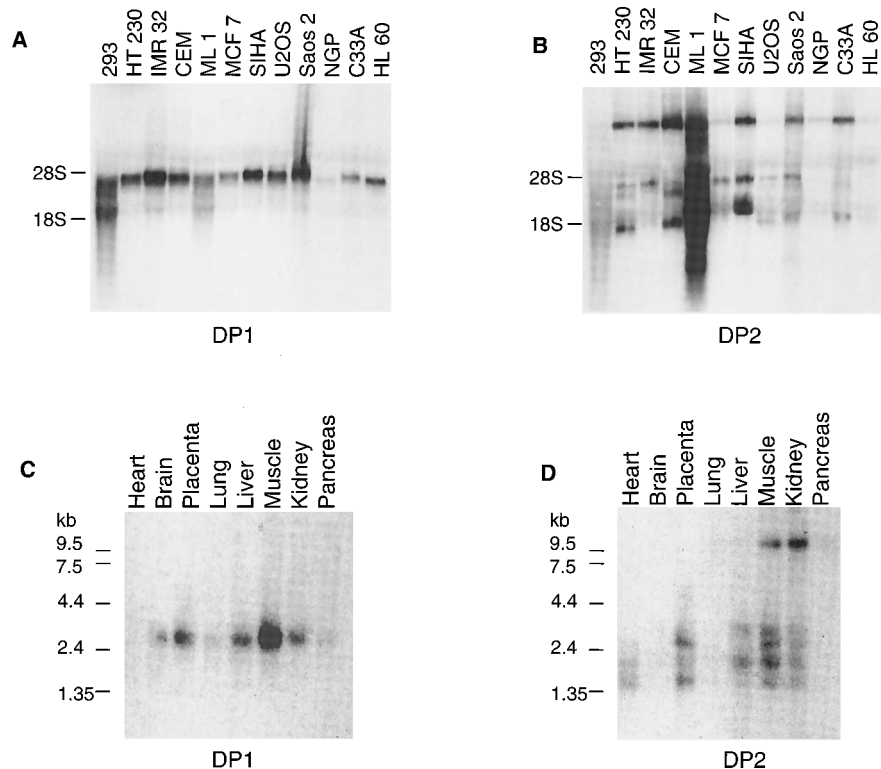 A
293 HT 230 IMR 32 CEM ML 1 MCF 7 SIHA U2OS Saos 2 NGP C33A HL 60
28S
18S
DP1
B
293 HT 230 IMR 32 CEM ML 1 MCF 7 SIHA U2OS Saos 2 NGP C33A HL 60
28S
18S
DP2
C
Heart Brain Placenta Lung Liver Muscle Kidney Pancreas
kb
9.5
7.5
4.4
2.4
1.35
DP1
D
Heart Brain Placenta Lung Liver Muscle Kidney Pancreas
kb
9.5
7.5
4.4
2.4
1.35
DP2